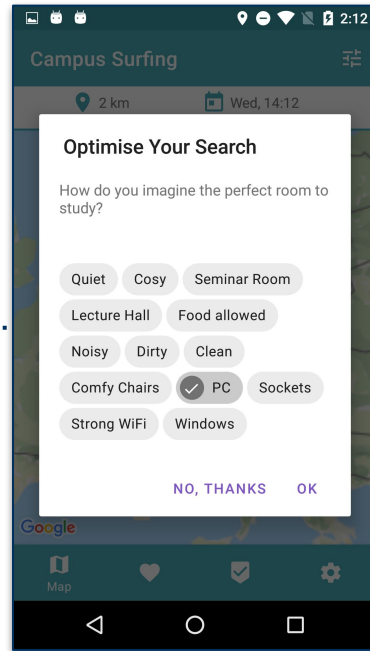 2:12
Campus Surfing
2 km Wed, 14:12
Optimise Your Search
How do you imagine the perfect room to
study?
Quiet Cosy Seminar Room
Lecture Hall Food allowed
Noisy Dirty Clean
Comfy Chairs PC Sockets
Strong WiFi Windows
NO, THANKS OK
Google
Map